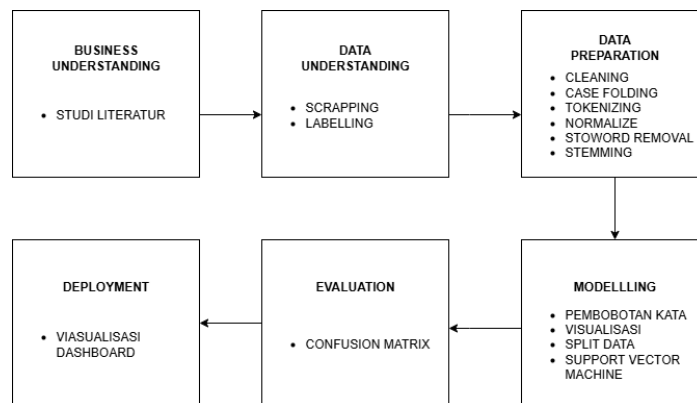 BUSINESS
UNDERSTANDING
• STUDI LITERATUR
DATA
UNDERSTANDING
• SCRAPPING
• LABELLING
DATA
PREPARATION
• CLEANING
• CASE FOLDING
• TOKENIZING
• NORMALIZE
• STOWORD REMOVAL
• STEMMING
DEPLOYMENT
• VIASUALISASI
DASHBOARD
EVALUATION
• CONFUSION MATRIX
MODELLLING
• PEMBOBOTAN KATA
• VISUALISASI
• SPLIT DATA
• SUPPORT VECTOR
MACHINE